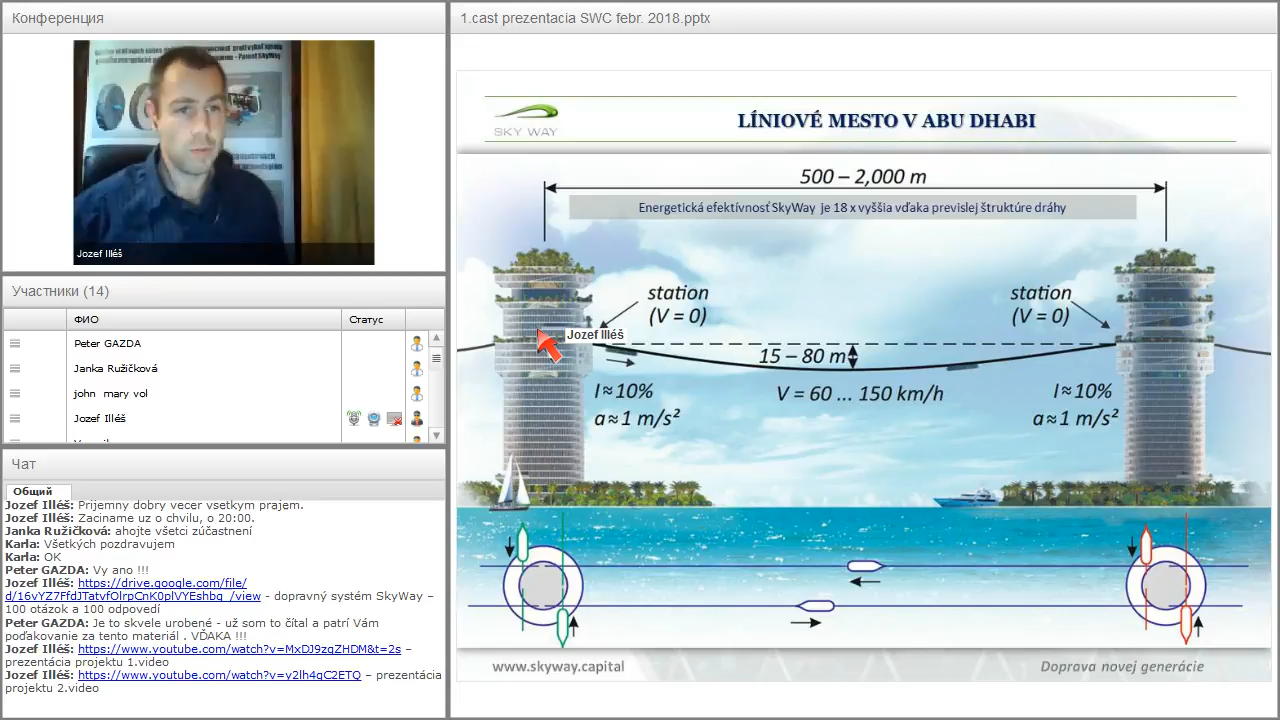 Конференция
Jozef Illéš
Участники (14)
ФИО
Статус
Peter GAZDA
Janka Ružičková
john mary vol
Jozef Illéš
Чат
Общий
Jozef Illéš: Prijemny dobry vecer vsetkym prajem.
Jozef Illéš: Zaciname uz o chvilu, o 20:00.
Janka Ružičková: ahojte všetci zúčastnení
Karla: Všetkých pozdravujem
Karla: OK
Peter GAZDA: Vy ano !!!
Jozef Illéš: https://drive.google.com/file/
/view - dopravný systém SkyWay –
100 otázok a 100 odpovedí
Peter GAZDA: Je to skvele urobené - už som to čítal a patrí Vám
poďakovanie za tento materiál . VĎAKA !!!
Jozef Illéš: https://www.youtube.com/watch?v=MxDJ9zqZHDM&t=2s –
prezentácia projektu 1.video
Jozef Illéš: https://www.youtube.com/watch?v=y2lh4qC2ETQ – prezentácia
projektu 2.video
1.cast prezentacia SWC febr. 2018.pptx
SKY WAY
LÍNIOVÉ MESTO V ABU DHABI
500 – 2,000 m
Energetická efektívnosť SkyWay je 18 x vyššia vďaka previslej štruktúre dráhy
station
(V = 0)
station
(V = 0)
Jozef Illéš
15 – 80 m
I ≈ 10%
a ≈ 1 m/s²
V = 60 ... 150 km/h
I ≈ 10%
a ≈ 1 m/s²
www.skyway.capital
Doprava novej generácie